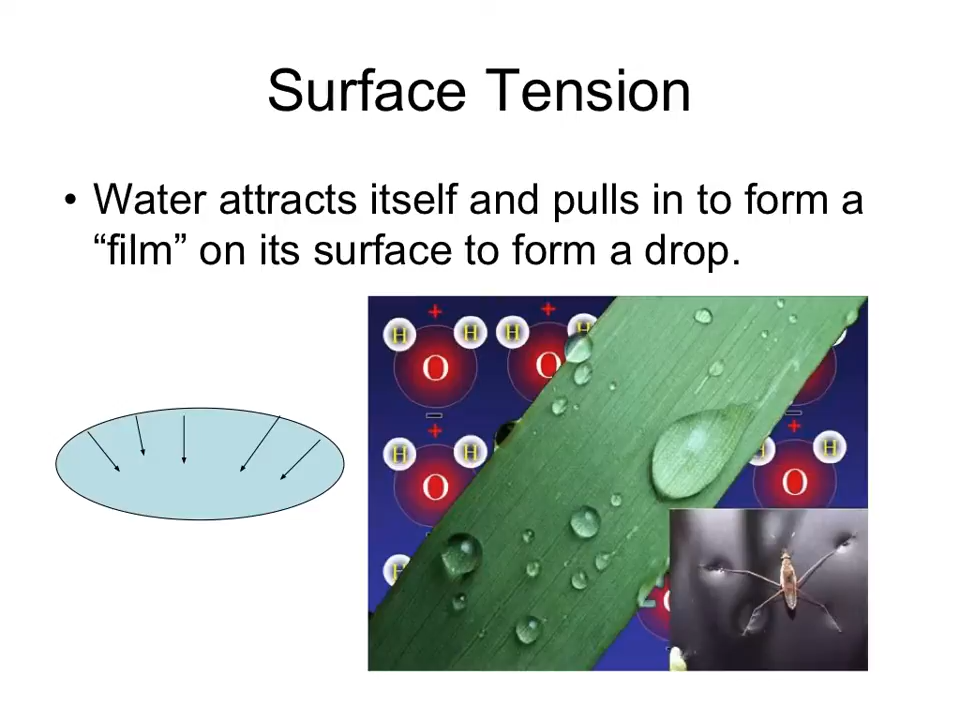 Surface Tension
• Water attracts itself and pulls in to form a
“film” on its surface to form a drop.
+ +
H H H H
O O
−
+ +
H H H
O O
H